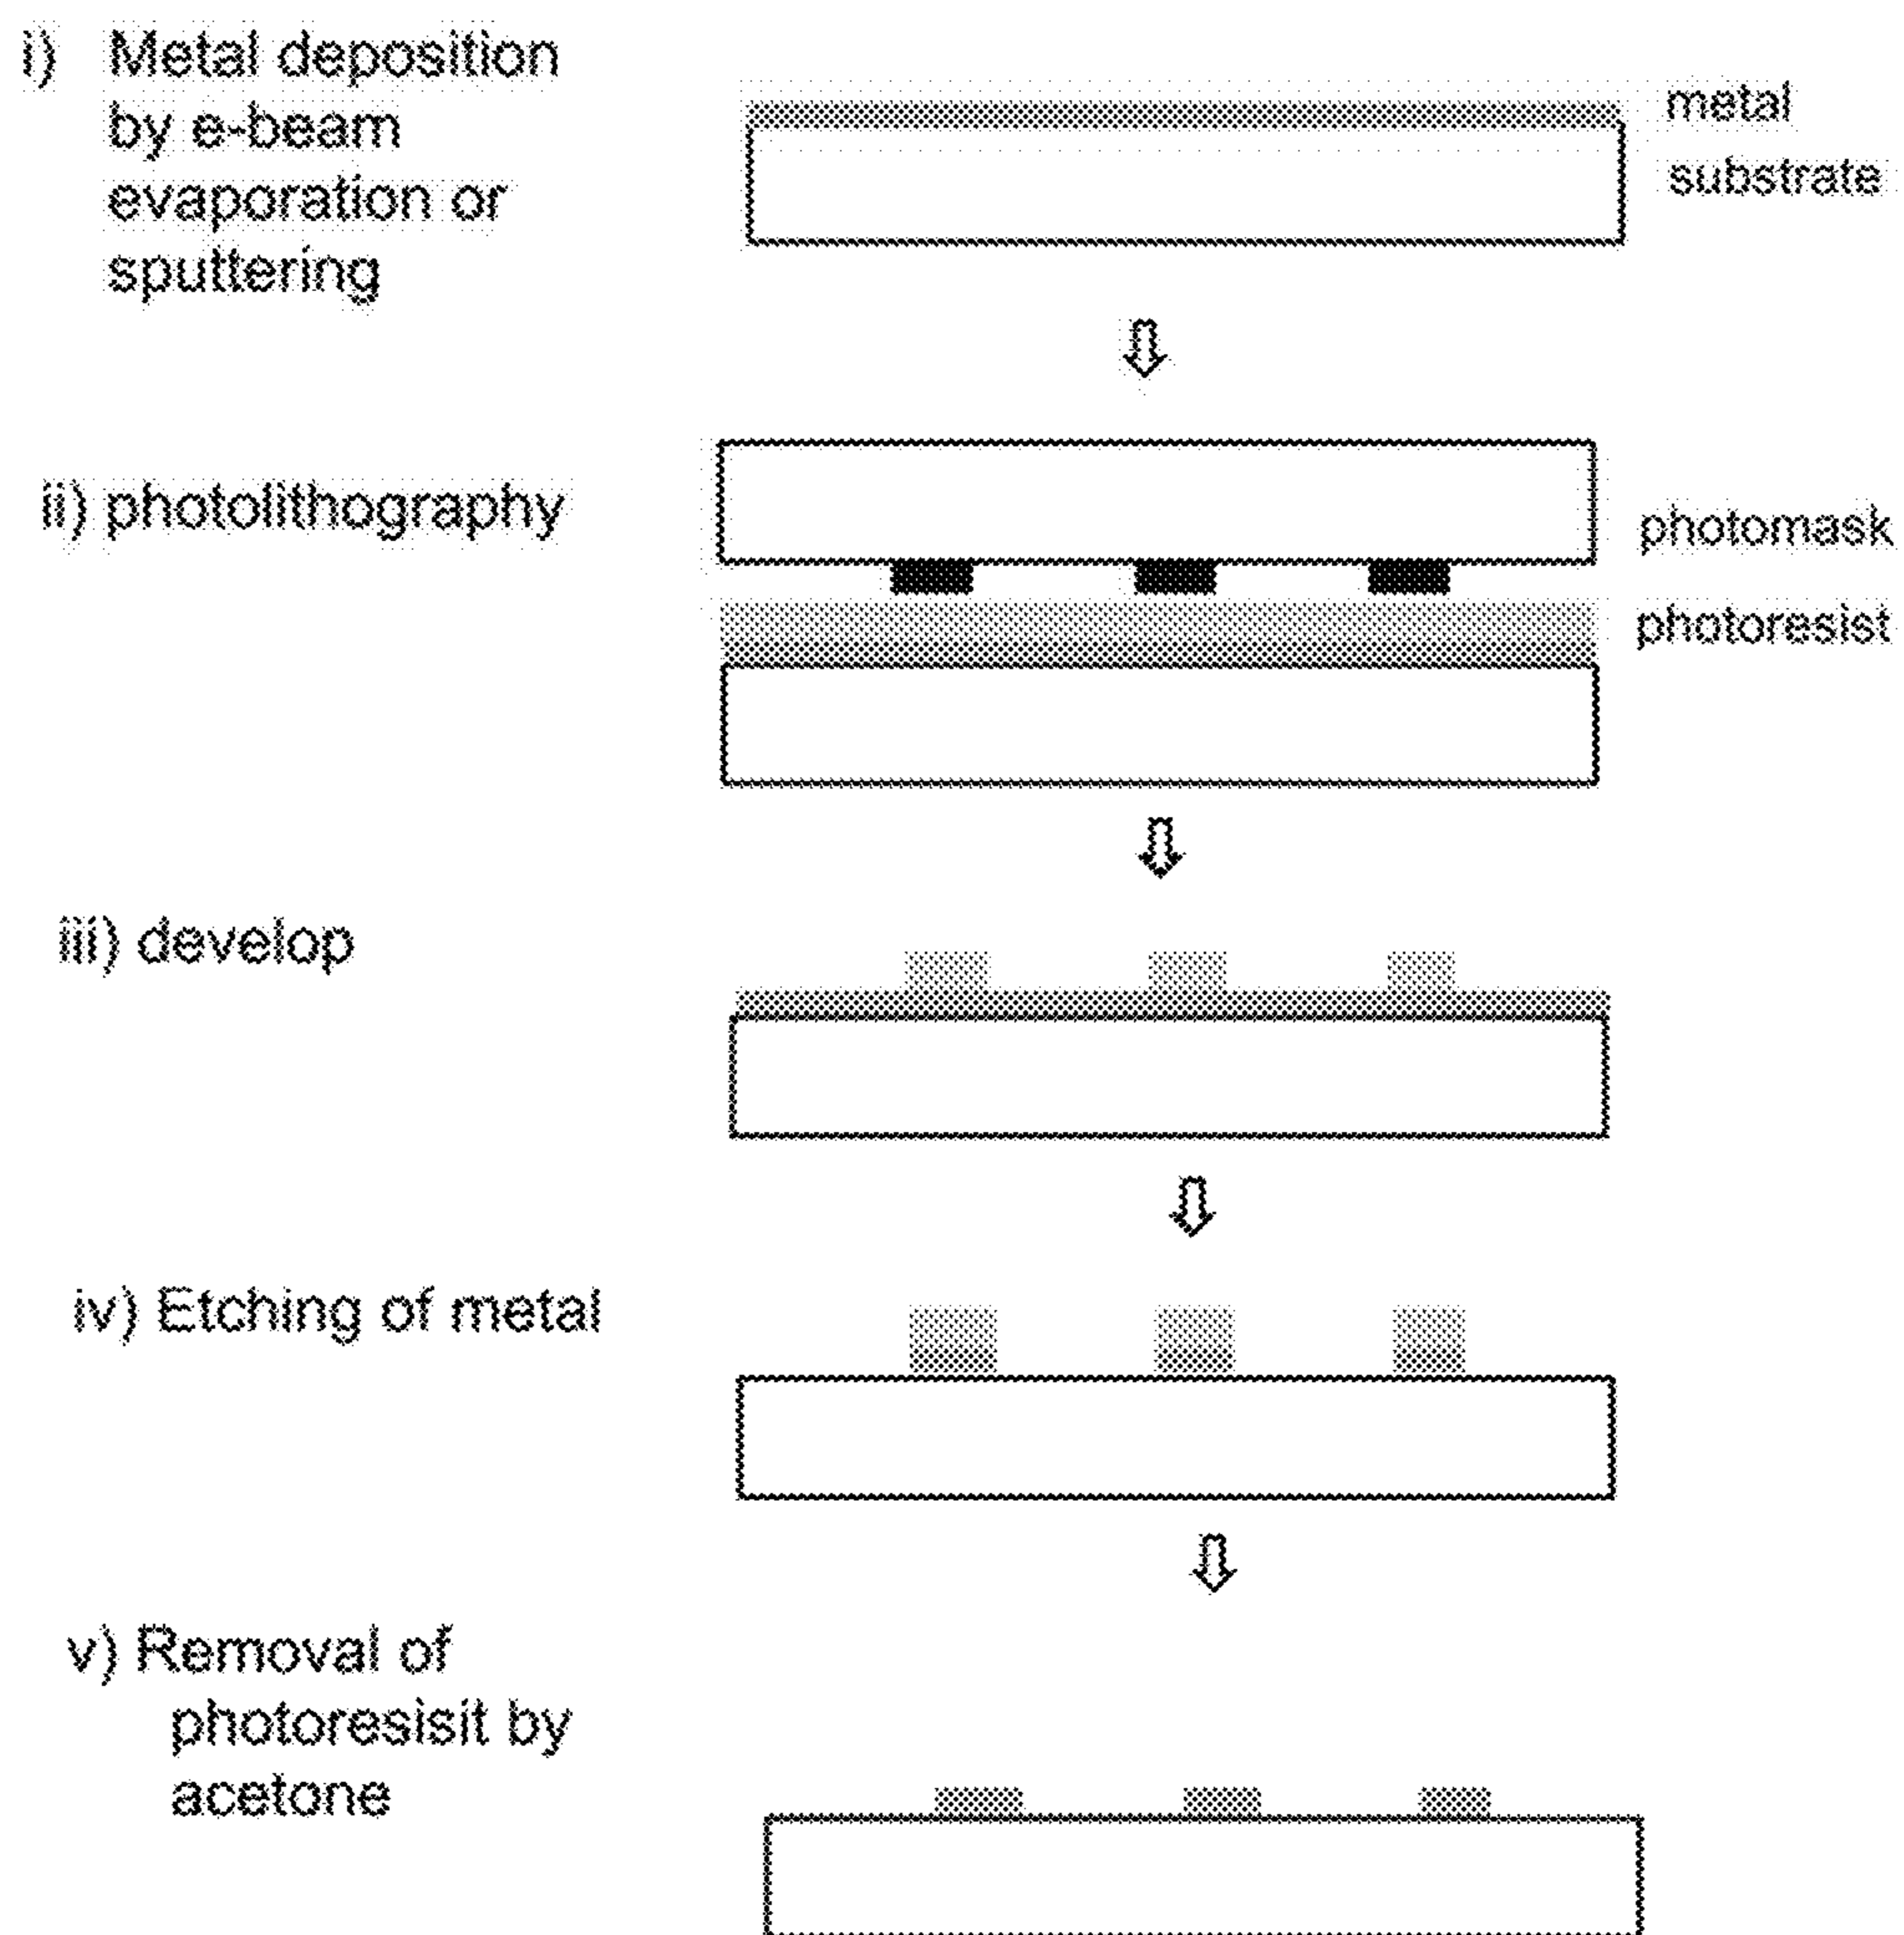 i) Metal deposition
by e-beam
evaporation or
sputtering
metal
substrate
ii) photolithography
photomask
photoresist
iii) develop
iv) Etching of metal
v) Removal of
photoresisit by
acetone